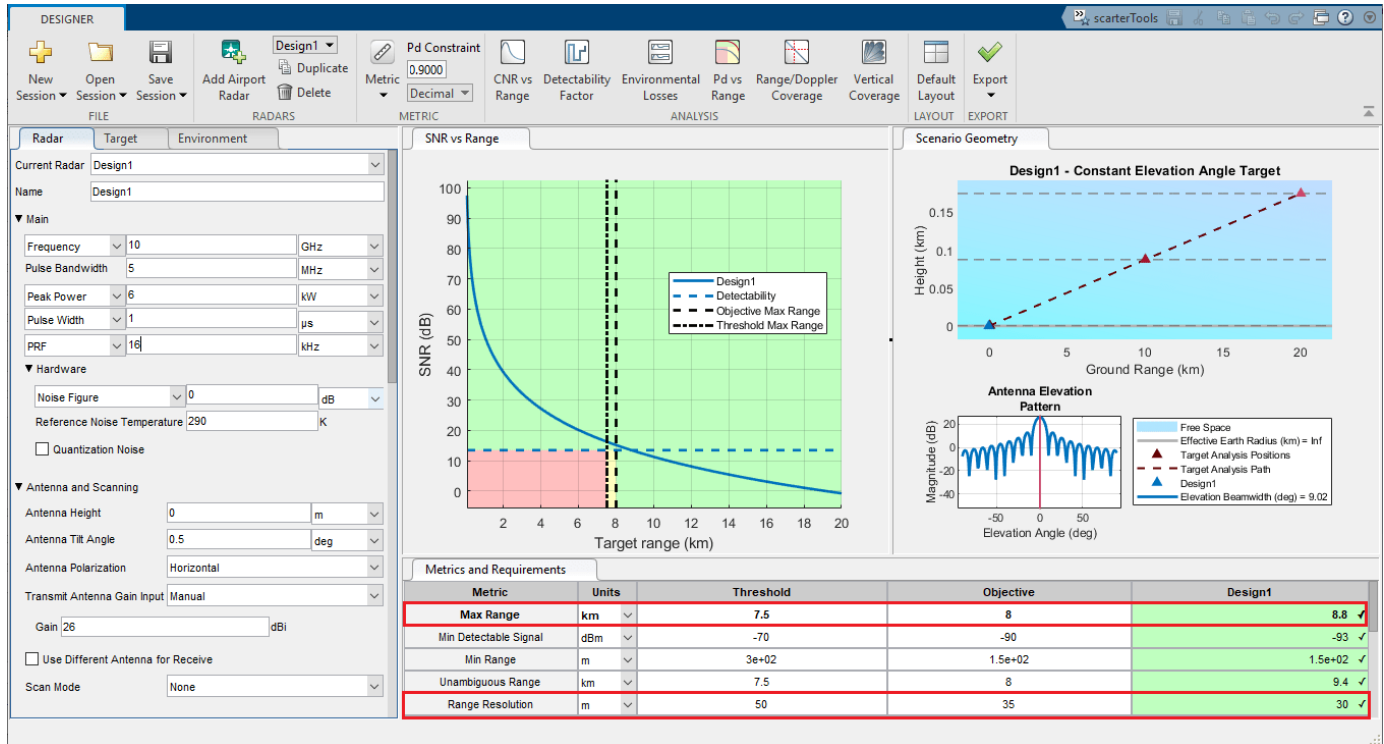 DESIGNER
scarterTools
New Session
Open Session
Save Session
FILE
Add Airport Radar
Design1
Duplicate
Delete
RADARS
Metric
Pd Constraint
0.9000
Decimal
METRIC
CNR vs Range
Detectability Factor
Environmental Losses
Pd vs Range
Range/Doppler Coverage
Vertical Coverage
ANALYSIS
Default Layout
LAYOUT
Export
EXPORT
Radar Target Environment
Current Radar Design1
Name Design1
Main
Frequency 10 GHz
Pulse Bandwidth 5 MHz
Peak Power 6 kW
Pulse Width 1 µs
PRF 16 kHz
Hardware
Noise Figure 0 dB
Reference Noise Temperature 290 K
Quantization Noise
Antenna and Scanning
Antenna Height 0 m
Antenna Tilt Angle 0.5 deg
Antenna Polarization Horizontal
Transmit Antenna Gain Input Manual
Gain 26 dBi
Use Different Antenna for Receive
Scan Mode None
SNR vs Range
SNR (dB)
100
90
80
70
60
50
40
30
20
10
0
2 4 6 8 10 12 14 16 18 20
Target range (km)
Design1
Detectability
Objective Max Range
Threshold Max Range
Scenario Geometry
Design1 - Constant Elevation Angle Target
Height (km)
0.15
0.1
0.05
0
0 5 10 15 20
Ground Range (km)
Antenna Elevation
Pattern
Magnitude (dB)
20
0
-20
-40
-50 0 50
Elevation Angle (deg)
Free Space
Effective Earth Radius (km) = Inf
Target Analysis Positions
Target Analysis Path
Design1
Elevation Beamwidth (deg) = 9.02
Metrics and Requirements
Metric Units Threshold Objective Design1
Max Range km 7.5 8 8.8 ✓
Min Detectable Signal dBm -70 -90 -93 ✓
Min Range m 3e+02 1.5e+02 1.5e+02 ✓
Unambiguous Range km 7.5 8 9.4 ✓
Range Resolution m 50 35 30 ✓